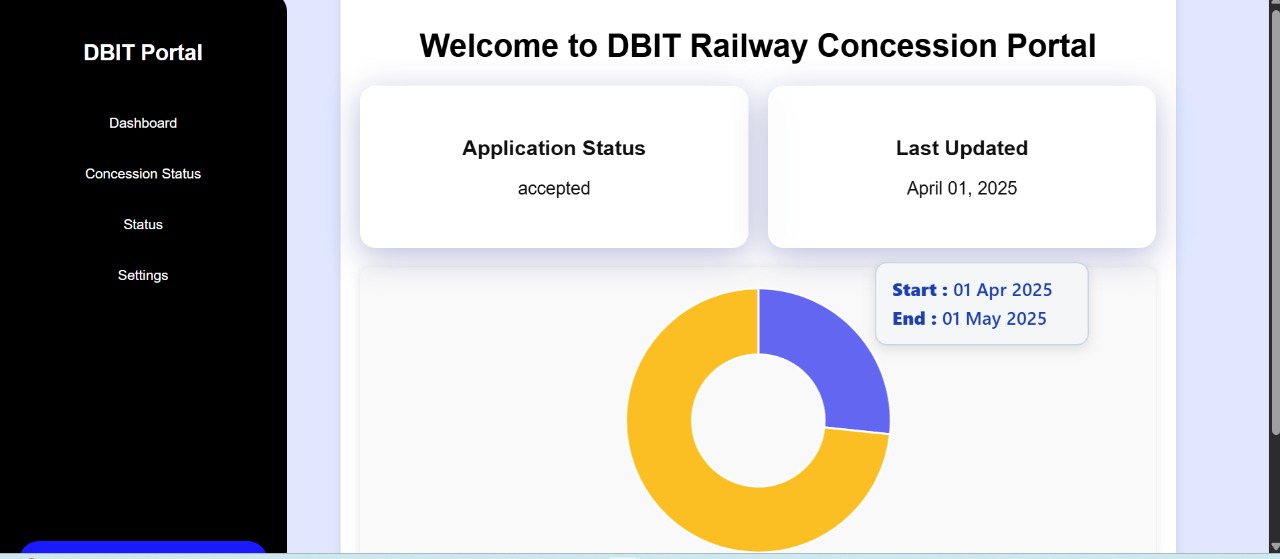 DBIT Portal
Dashboard
Concession Status
Status
Settings
Welcome to DBIT Railway Concession Portal
Application Status
accepted
Last Updated
April 01, 2025
Start : 01 Apr 2025
End : 01 May 2025